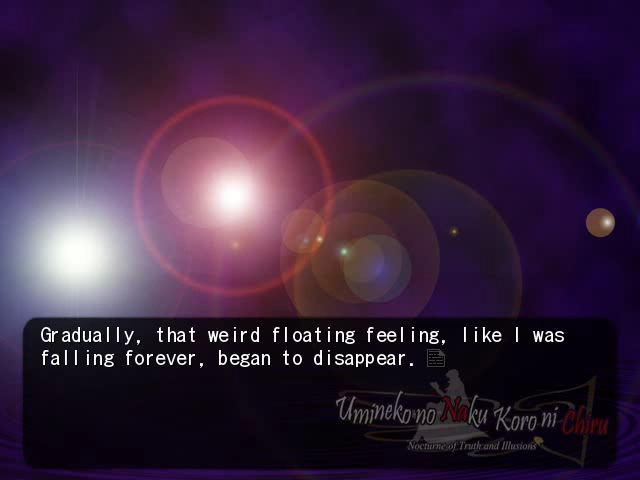 Gradually, that weird floating feeling, like I was
falling forever, began to disappear.
Umineko no Naku Koro ni Chiru
Nocturne of Truth and Illusions